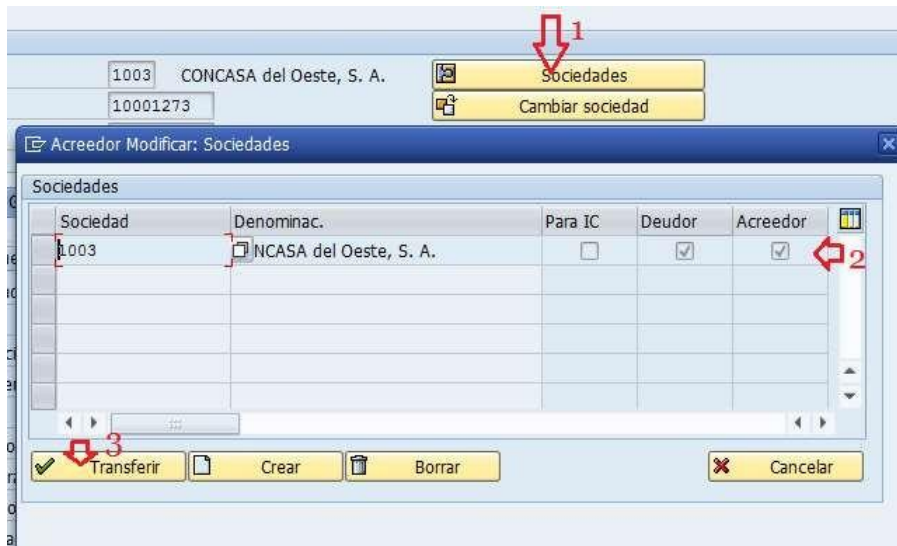 1
1003 CONCASA del Oeste, S. A. Sociedades
10001273 Cambiar sociedad
Acreedor Modificar: Sociedades
Sociedades
Sociedad Denominac. Para IC Deudor Acreedor
1003 NCASA del Oeste, S. A.
2
3
Transferir Crear Borrar Cancelar